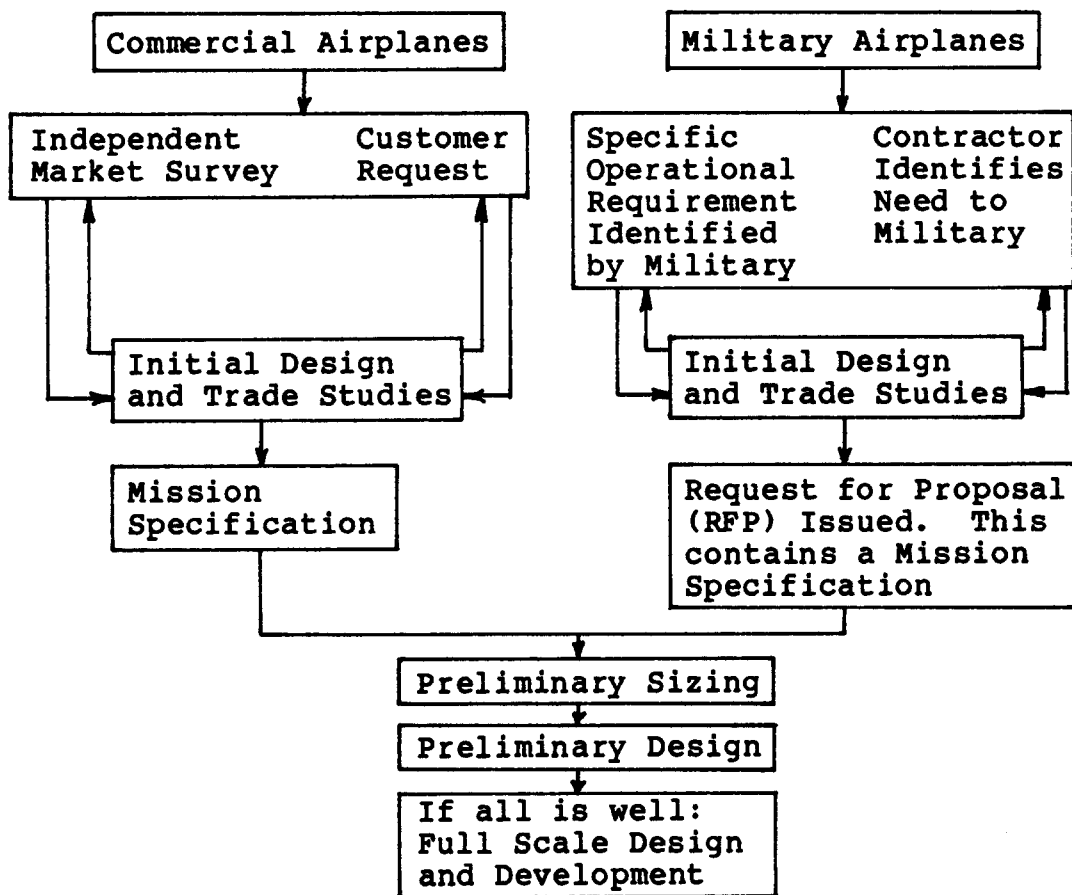 Commercial Airplanes
Military Airplanes
Independent
Market Survey
Customer
Request
Specific
Operational
Requirement
Identified
by Military
Contractor
Identifies
Need to
Military
Initial Design
and Trade Studies
Initial Design
and Trade Studies
Mission
Specification
Request for Proposal
(RFP) Issued. This
contains a Mission
Specification
Preliminary Sizing
Preliminary Design
If all is well:
Full Scale Design
and Development